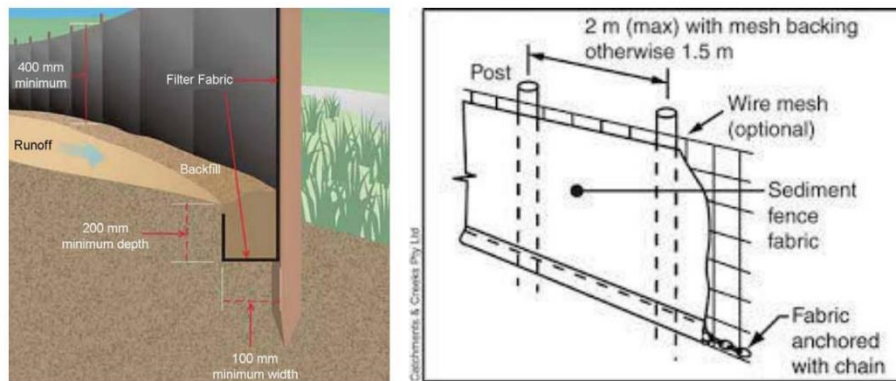 400 mm
minimum
Filter Fabric
Runoff
Backfill
200 mm
minimum depth
100 mm
minimum width
2 m (max) with mesh backing
otherwise 1.5 m
Post
Wire mesh
(optional)
Sediment
fence
fabric
Fabric
anchored
with chain
Catchments & Creeks Pty Ltd